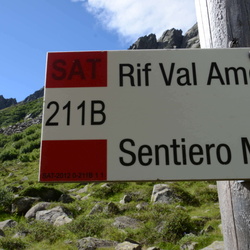 SAT Rif Val Am
211B
Sentiero M